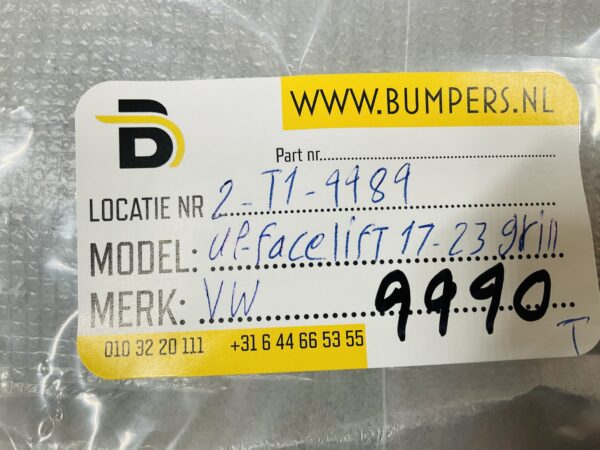 WWW.BUMPERS.NL
B
Part nr.
LOCATIE NR 2-T1-9989
MODEL: UP-facelift 17-23 grill
MERK: VW 9990
010 32 20 111 +31 6 44 66 53 55 T